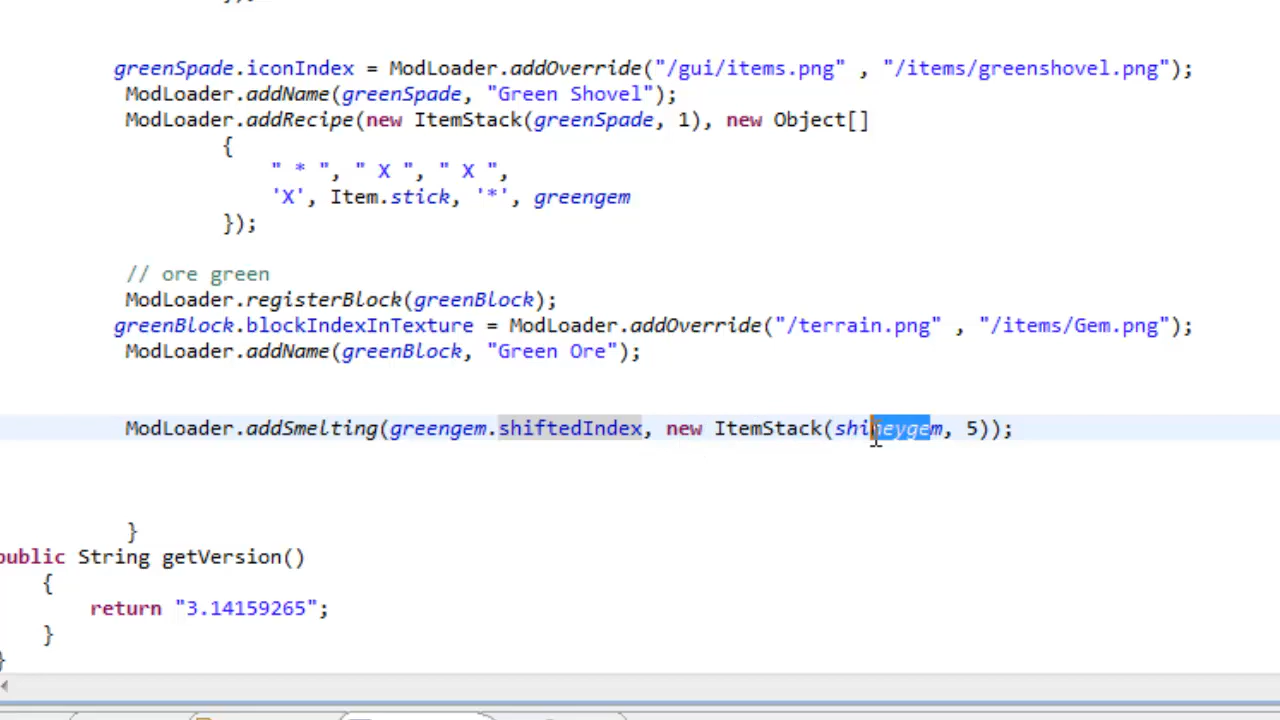 greenSpade.iconIndex = ModLoader.addOverride("/gui/items.png" , "/items/greenshovel.png");
ModLoader.addName(greenSpade, "Green Shovel");
ModLoader.addRecipe(new ItemStack(greenSpade, 1), new Object[]
{
" * ", " X ", " X ",
'X', Item.stick, '*', greengem
});
// ore green
ModLoader.registerBlock(greenBlock);
greenBlock.blockIndexInTexture = ModLoader.addOverride("/terrain.png" , "/items/Gem.png");
ModLoader.addName(greenBlock, "Green Ore");
ModLoader.addSmelting(greengem.shiftedIndex, new ItemStack(shineygem, 5));
}
public String getVersion()
{
return "3.14159265";
}
}